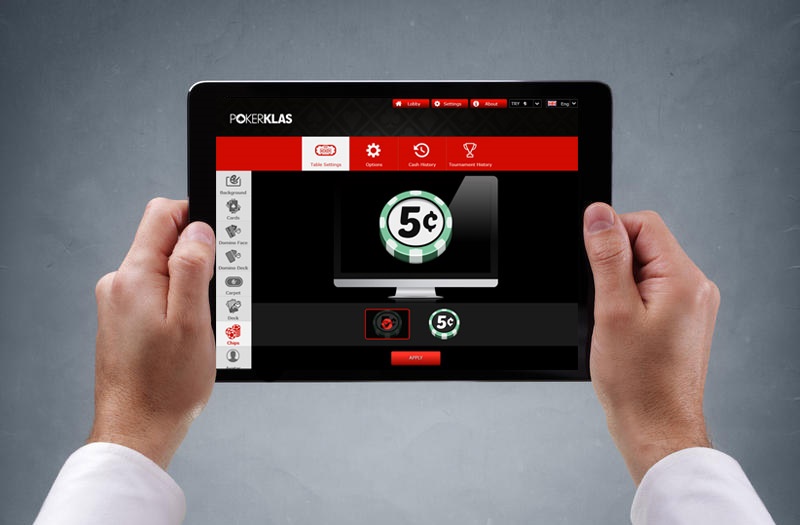 Lobby
Settings
About
TRY ₺
Eng
POKERKLAS
Table Settings
Options
Cash History
Tournament History
Background
Cards
Domino Face
Domino Deck
Carpet
Deck
Chips
5¢
5¢
APPLY